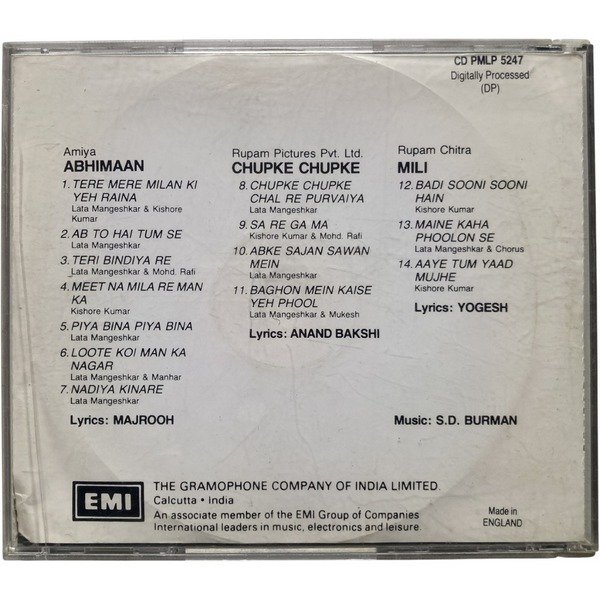 CD PMLP 5247
Digitally Processed
(DP)
Amiya
ABHIMAAN
1. TERE MERE MILAN KI
YEH RAINA
Lata Mangeshkar & Kishore
Kumar
2. AB TO HAI TUM SE
Lata Mangeshkar
3. TERI BINDIYA RE
Lata Mangeshkar & Mohd. Rafi
4. MEET NA MILA RE MAN
KA
Kishore Kumar
5. PIYA BINA PIYA BINA
Lata Mangeshkar
6. LOOTE KOI MAN KA
NAGAR
Lata Mangeshkar & Manhar
7. NADIYA KINARE
Lata Mangeshkar
Lyrics: MAJROOH
Rupam Pictures Pvt. Ltd.
CHUPKE CHUPKE
8. CHUPKE CHUPKE
CHAL RE PURVAIYA
Lata Mangeshkar
9. SA RE GA MA
Kishore Kumar & Mohd. Rafi
10. ABKE SAJAN SAWAN
MEIN
Lata Mangeshkar
11. BAGHON MEIN KAISE
YEH PHOOL
Lata Mangeshkar & Mukesh
Lyrics: ANAND BAKSHI
Rupam Chitra
MILI
12. BADI SOONI SOONI
HAIN
Kishore Kumar
13. MAINE KAHA
PHOOLON SE
Lata Mangeshkar & Chorus
14. AAYE TUM YAAD
MUJHE
Kishore Kumar
Lyrics: YOGESH
Music: S.D. BURMAN
EMI
THE GRAMOPHONE COMPANY OF INDIA LIMITED.
Calcutta • India
An associate member of the EMI Group of Companies
International leaders in music, electronics and leisure.
Made in
ENGLAND